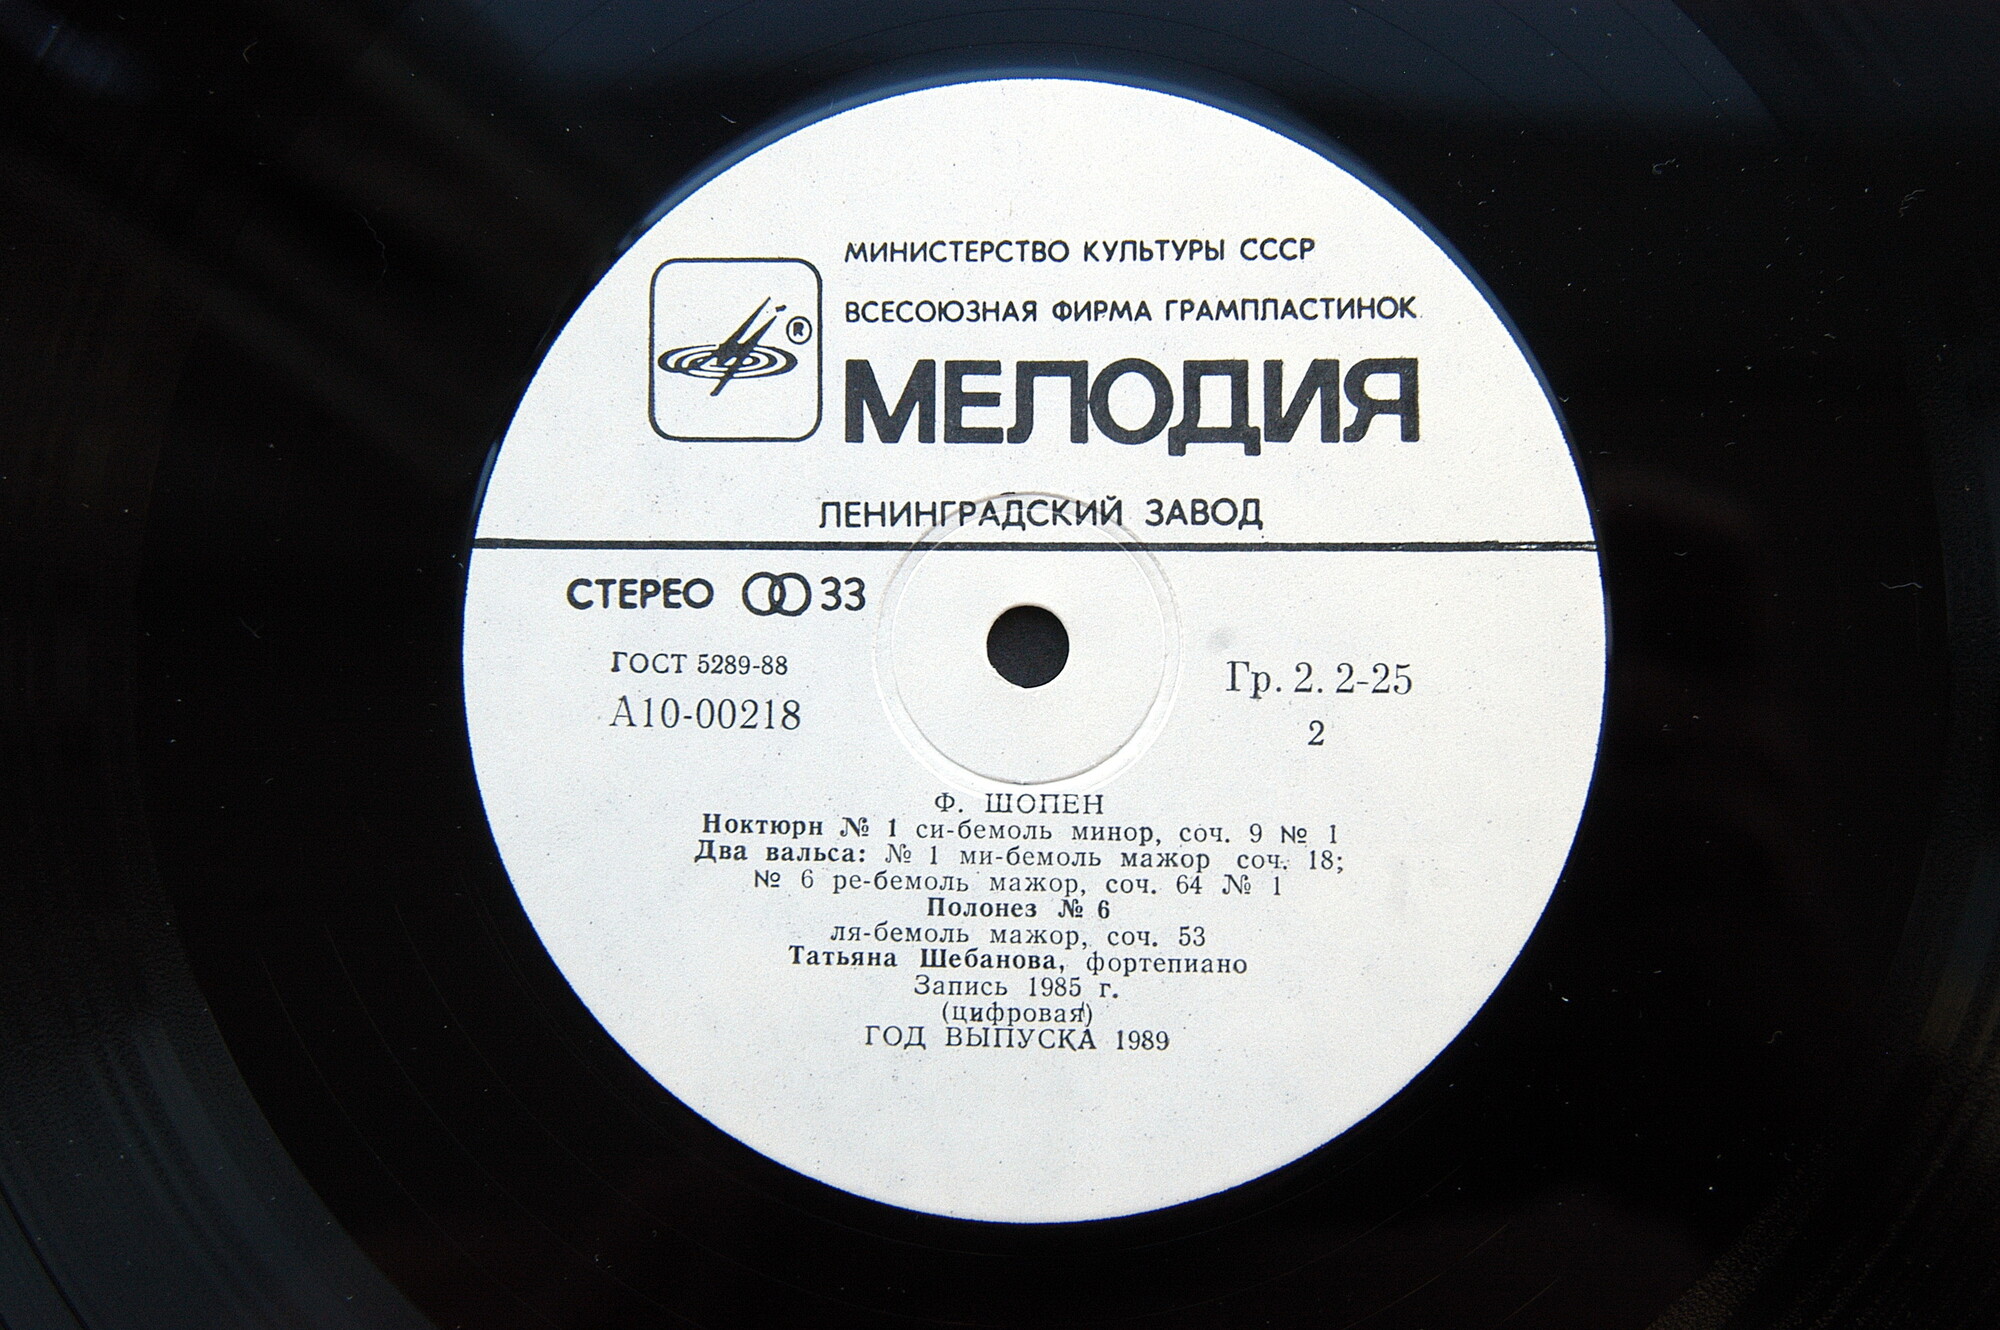 МИНИСТЕРСТВО КУЛЬТУРЫ СССР
ВСЕСОЮЗНАЯ ФИРМА ГРАМПЛАСТИНОК
®
МЕЛОДИЯ
ЛЕНИНГРАДСКИЙ ЗАВОД
СТЕРЕО 33
ГОСТ 5289-88
А10-00218
Гр. 2. 2-25
2
Ф. ШОПЕН
Ноктюрн № 1 си-бемоль минор, соч. 9 № 1
Два вальса: № 1 ми-бемоль мажор соч. 18;
№ 6 ре-бемоль мажор, соч. 64 № 1
Полонез № 6
ля-бемоль мажор, соч. 53
Татьяна Шебанова, фортепиано
Запись 1985 г.
(цифровая)
ГОД ВЫПУСКА 1989